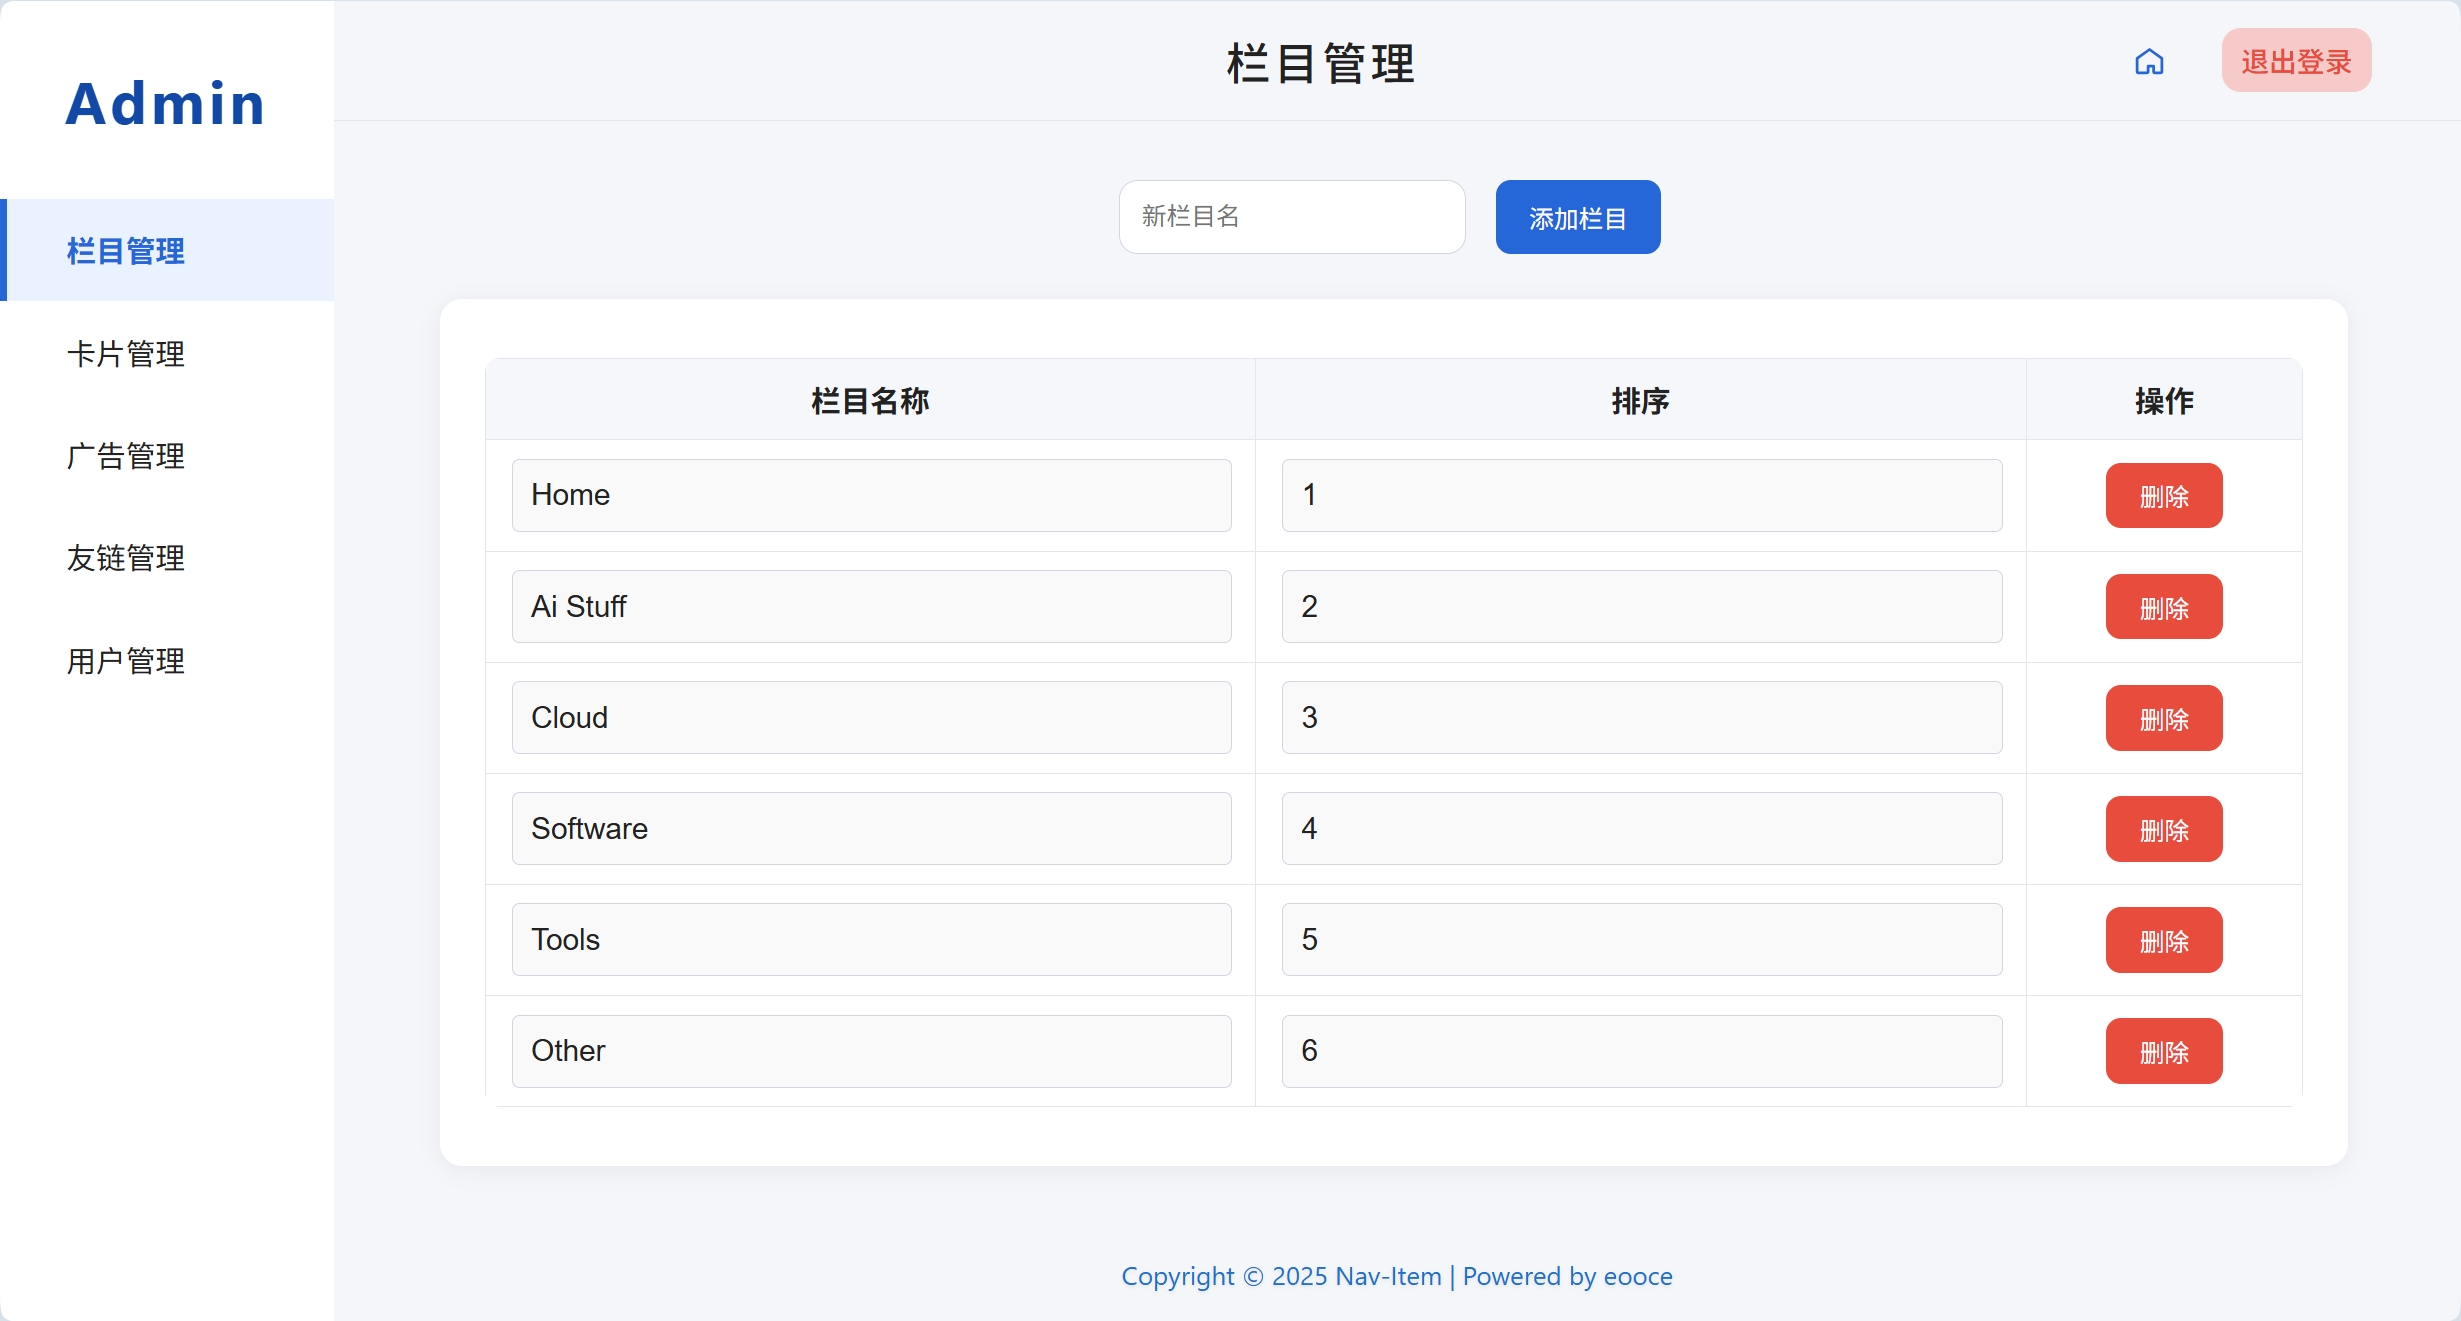 Admin
栏目管理
卡片管理
广告管理
友链管理
用户管理
栏目管理
退出登录
新栏目名
添加栏目
栏目名称 排序 操作
Home 1 删除
Ai Stuff 2 删除
Cloud 3 删除
Software 4 删除
Tools 5 删除
Other 6 删除
Copyright © 2025 Nav-Item | Powered by eooce